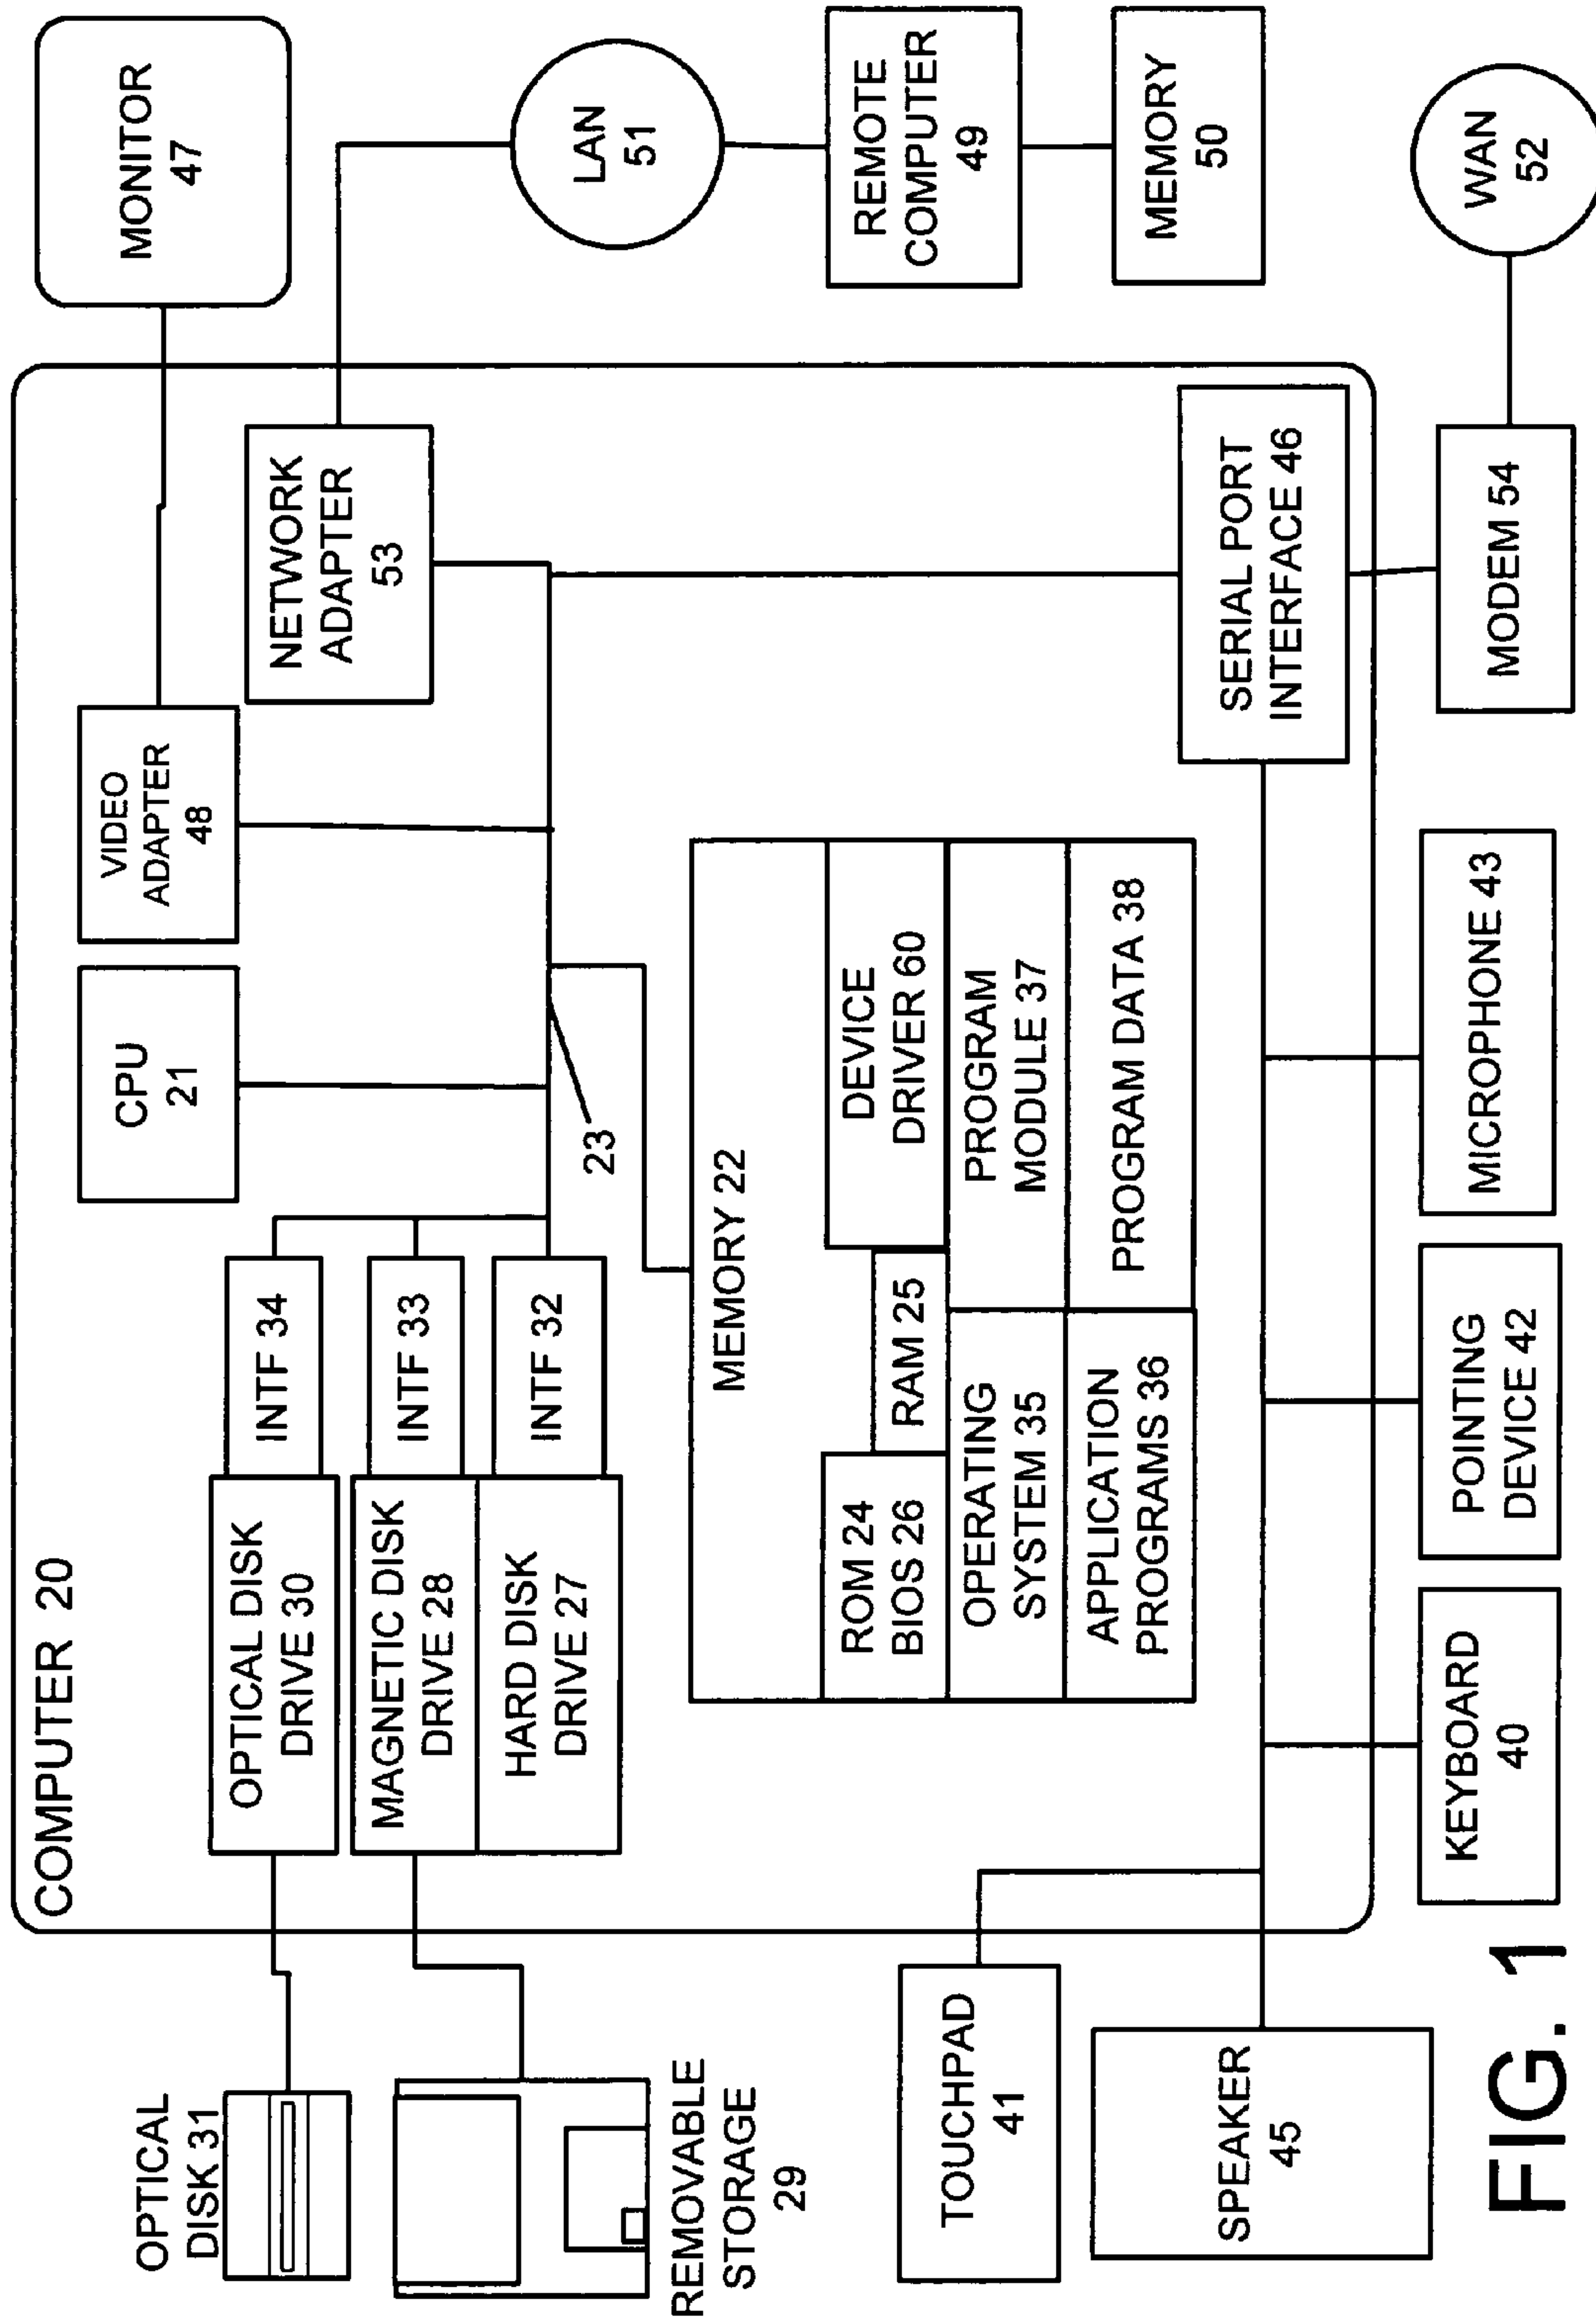 COMPUTER 20
MONITOR
47
VIDEO
ADAPTER
48
CPU
21
NETWORK
ADAPTER
53
OPTICAL
DISK 31
OPTICAL DISK
DRIVE 30
INTF 34
MAGNETIC DISK
DRIVE 28
INTF 33
HARD DISK
DRIVE 27
INTF 32
23
LAN
51
REMOVABLE
STORAGE
29
MEMORY 22
ROM 24
BIOS 26
RAM 25
DEVICE
DRIVER 60
OPERATING
SYSTEM 35
PROGRAM
MODULE 37
APPLICATION
PROGRAMS 36
PROGRAM DATA 38
REMOTE
COMPUTER
49
MEMORY
50
TOUCHPAD
41
SPEAKER
45
SERIAL PORT
INTERFACE 46
KEYBOARD
40
POINTING
DEVICE 42
MICROPHONE 43
MODEM 54
WAN
52
FIG. 1